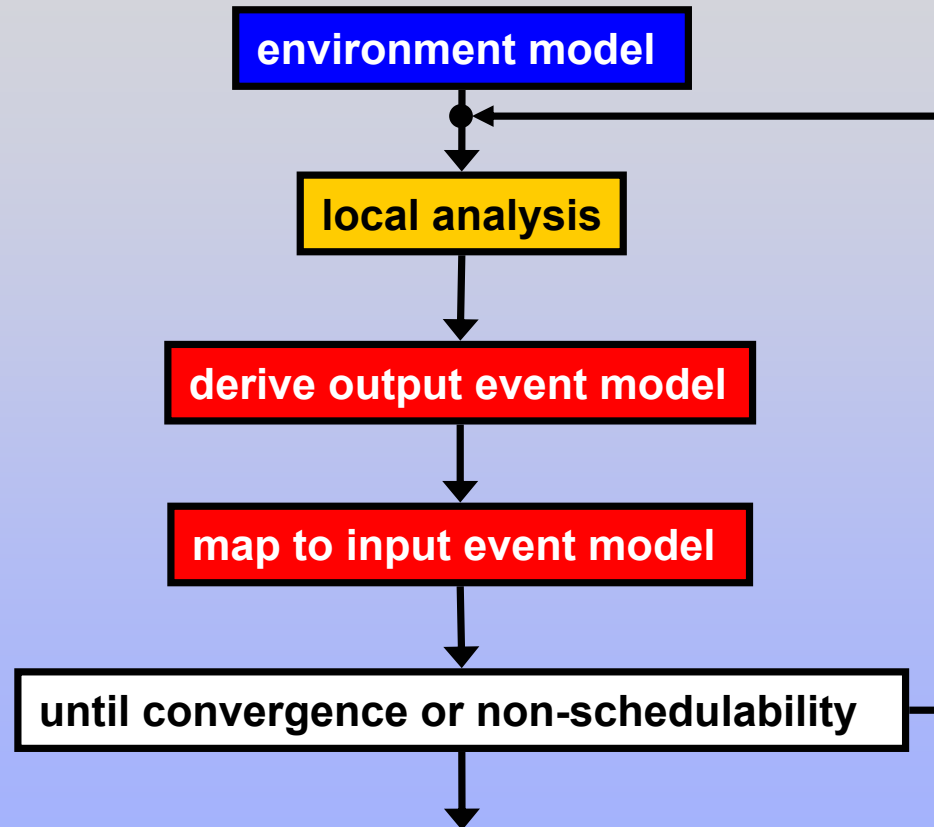 environment model
local analysis
derive output event model
map to input event model
until convergence or non-schedulability